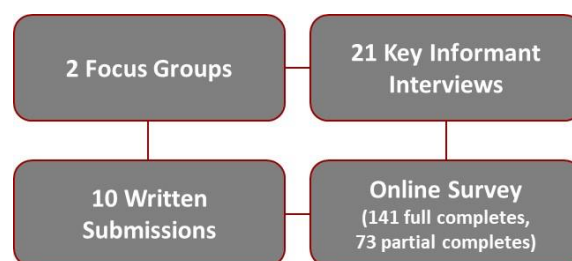 2 Focus Groups
21 Key Informant
Interviews
10 Written
Submissions
Online Survey
(141 full completes,
73 partial completes)